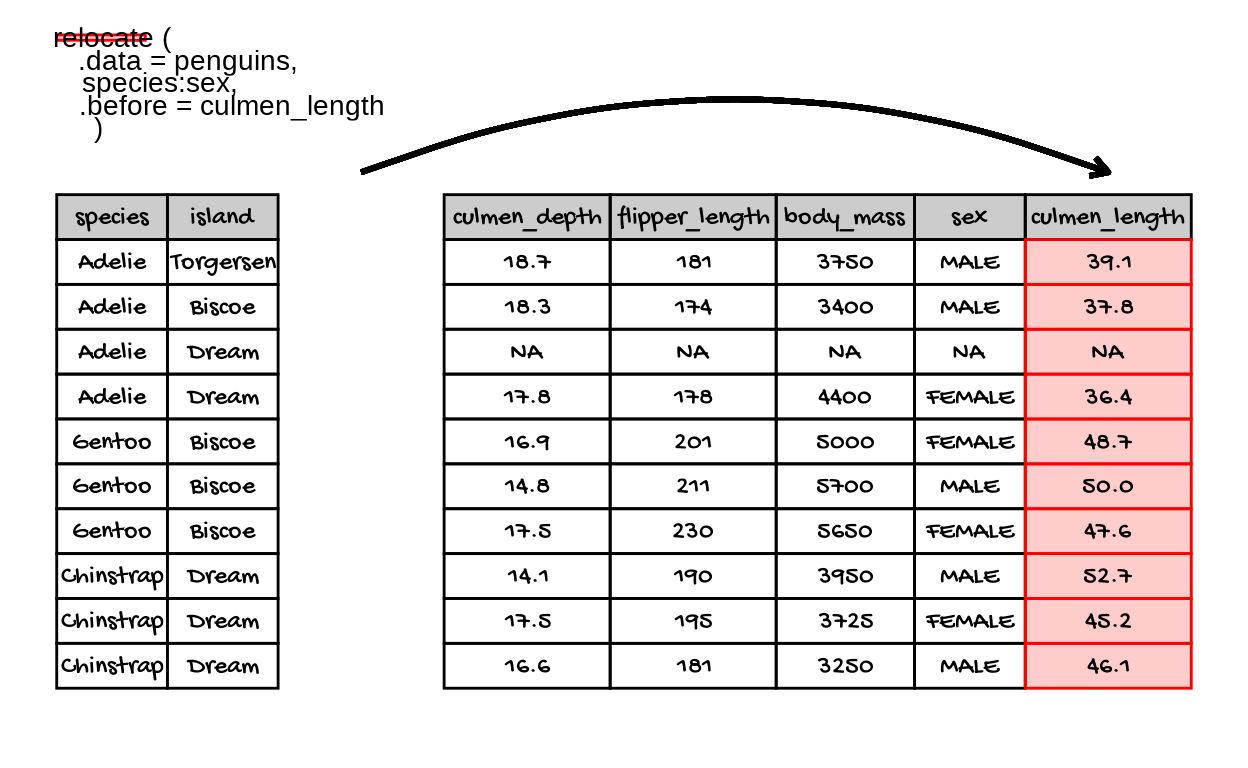 relocate (
.data = penguins,
species:sex,
.before = culmen_length
)
species island culmen_depth flipper_length body_mass sex culmen_length
Adelie Torgersen 18.7 181 3750 MALE 39.1
Adelie Biscoe 18.3 174 3400 MALE 37.8
Adelie Dream NA NA NA NA NA
Adelie Dream 17.8 178 4400 FEMALE 36.4
Gentoo Biscoe 16.9 201 5000 FEMALE 48.7
Gentoo Biscoe 14.8 211 5700 MALE 50.0
Gentoo Biscoe 17.5 230 5650 FEMALE 47.6
Chinstrap Dream 14.1 190 3950 MALE 52.7
Chinstrap Dream 17.5 195 3725 FEMALE 45.2
Chinstrap Dream 16.6 181 3250 MALE 46.1